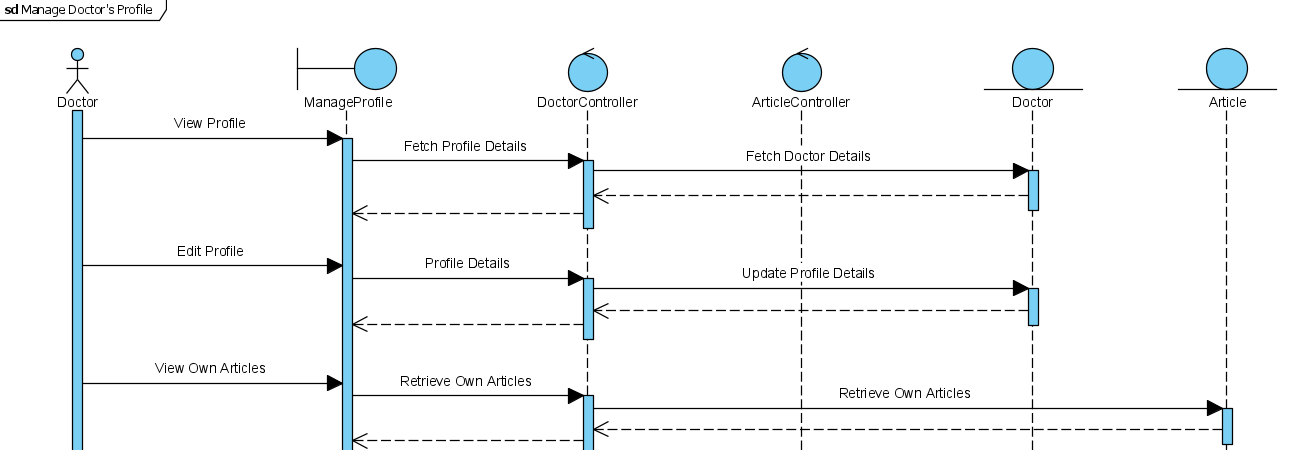 sd Manage Doctor's Profile
Doctor
ManageProfile
DoctorController
ArticleController
Doctor
Article
View Profile
Fetch Profile Details
Fetch Doctor Details
Edit Profile
Profile Details
Update Profile Details
View Own Articles
Retrieve Own Articles
Retrieve Own Articles